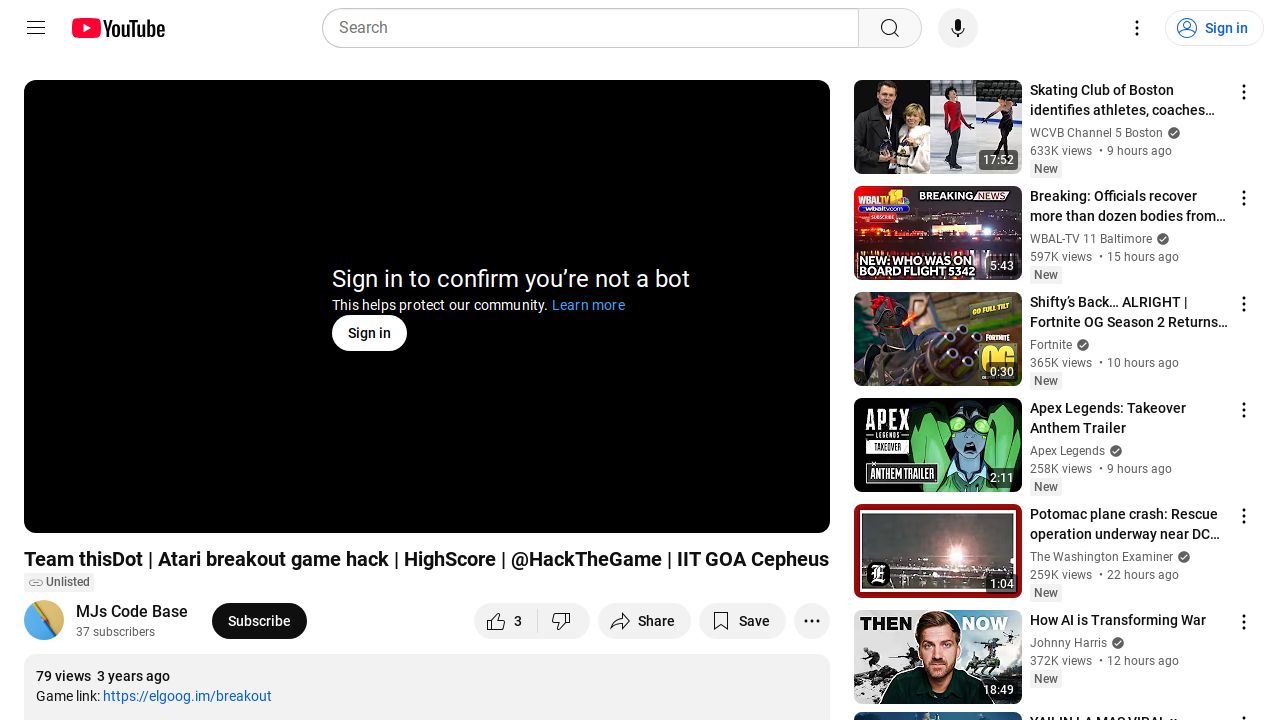 YouTube
Search
Sign in
Sign in to confirm you’re not a bot
This helps protect our community. Learn more
Sign in
Team thisDot | Atari breakout game hack | HighScore | @HackTheGame | IIT GOA Cepheus
Unlisted
MJs Code Base
37 subscribers
Subscribe
3
Share
Save
79 views 3 years ago
Game link: https://elgoog.im/breakout
17:52
Skating Club of Boston
identifies athletes, coaches…
WCVB Channel 5 Boston
633K views • 9 hours ago
New
WBALTV 11
wbaltv.com
SUBSCRIBE
BREAKING NEWS
NEW: WHO WAS ON
BOARD FLIGHT 5342
5:43
Breaking: Officials recover
more than dozen bodies from…
WBAL-TV 11 Baltimore
597K views • 15 hours ago
New
GO FULL TILT
FORTNITE
OG
0:30
Shifty’s Back… ALRIGHT |
Fortnite OG Season 2 Returns…
Fortnite
365K views • 10 hours ago
New
APEX
LEGENDS
TAKEOVER
ANTHEM TRAILER
2:11
Apex Legends: Takeover
Anthem Trailer
Apex Legends
258K views • 9 hours ago
New
E
1:04
Potomac plane crash: Rescue
operation underway near DC…
The Washington Examiner
259K views • 22 hours ago
New
THEN NOW
18:49
How AI is Transforming War
Johnny Harris
372K views • 12 hours ago
New